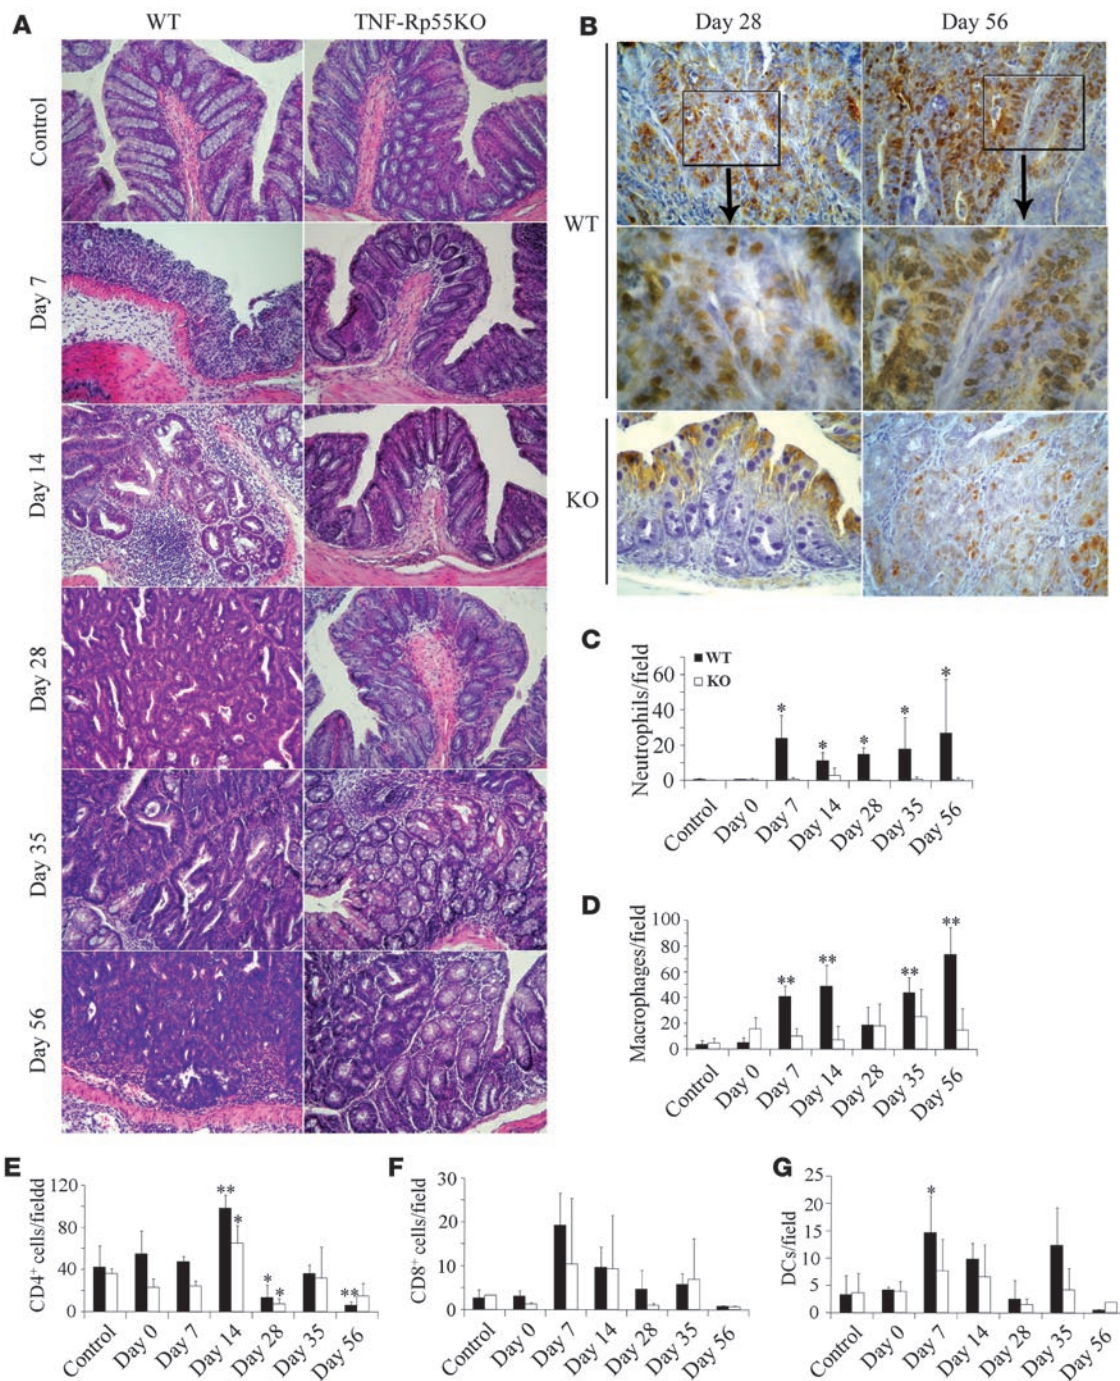 A
WT
TNF-Rp55KO
Control
Day 7
Day 14
Day 28
Day 35
Day 56
B
Day 28
Day 56
WT
KO
C
WT
KO
Neutrophils/field
60
40
20
0
*
*
*
*
*
Control
Day 0
Day 7
Day 14
Day 28
Day 35
Day 56
D
Macrophages/field
100
80
60
40
20
0
**
**
**
**
Control
Day 0
Day 7
Day 14
Day 28
Day 35
Day 56
E
CD4+ cells/fieldd
120
80
40
0
**
*
*
*
**
Control
Day 0
Day 7
Day 14
Day 28
Day 35
Day 56
F
CD8+ cells/field
30
20
10
0
Control
Day 0
Day 7
Day 14
Day 28
Day 35
Day 56
G
DCs/field
25
20
15
10
5
0
*
Control
Day 0
Day 7
Day 14
Day 28
Day 35
Day 56